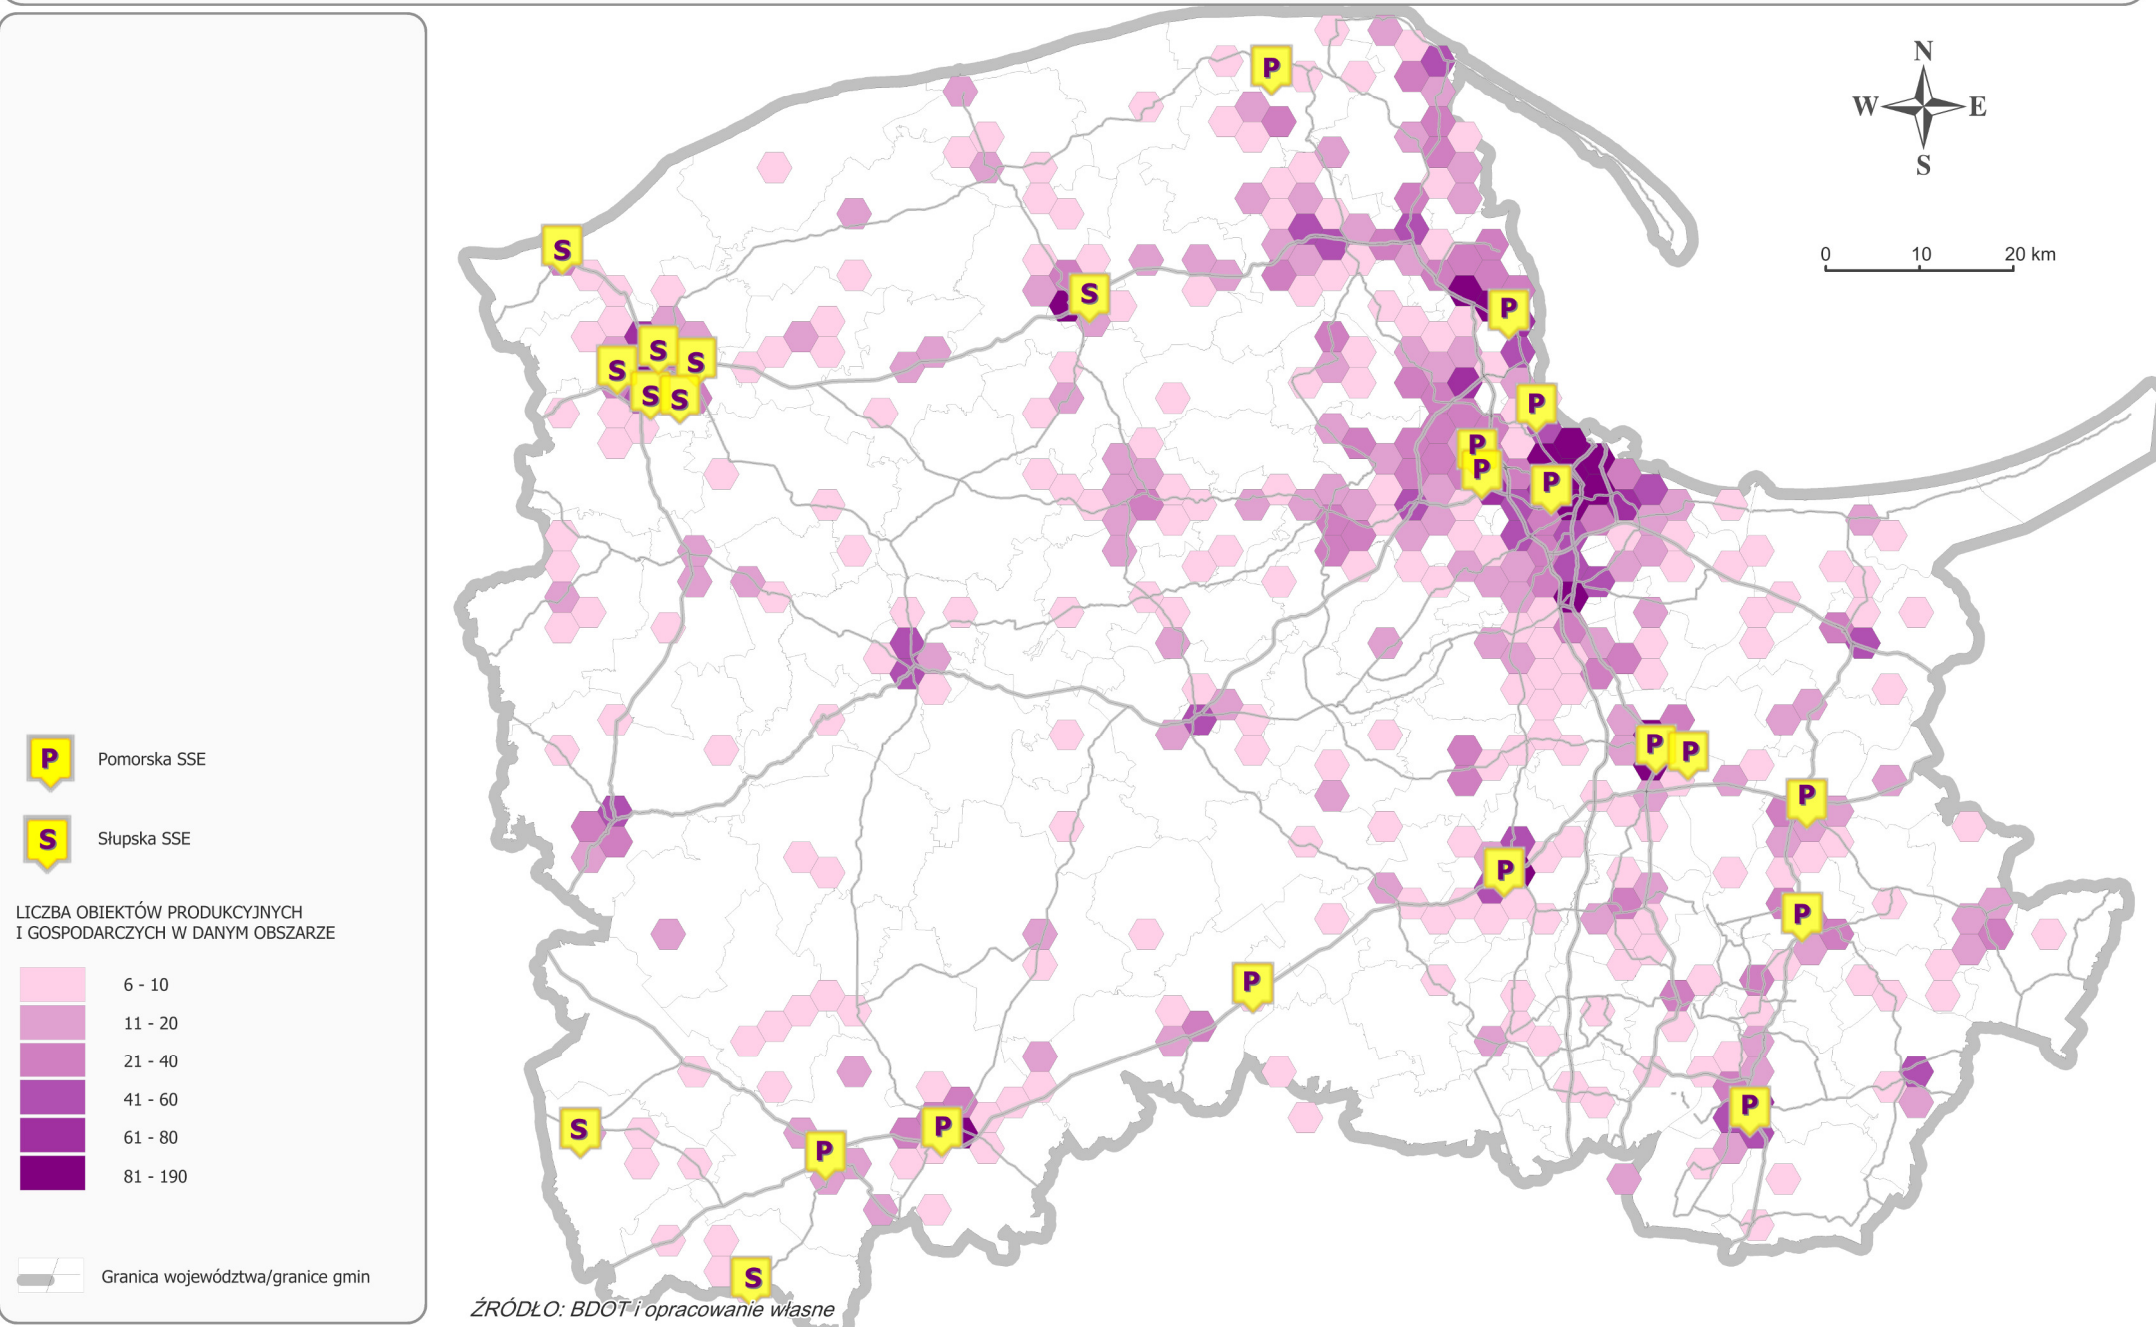 N
W E
S
0 10 20 km
P
S
S
P
S
S
S
S
S
P
P
P
P
P
P
Pomorska SSE
P
P
S
Słupska SSE
P
P
P
LICZBA OBIEKTÓW PRODUKCYJNYCH
I GOSPODARCZYCH W DANYM OBSZARZE
6 - 10
11 - 20
21 - 40
41 - 60
61 - 80
81 - 190
P
P
P
S
P
S
Granica województwa/granice gmin
ŹRÓDŁO: BDOT i opracowanie własne